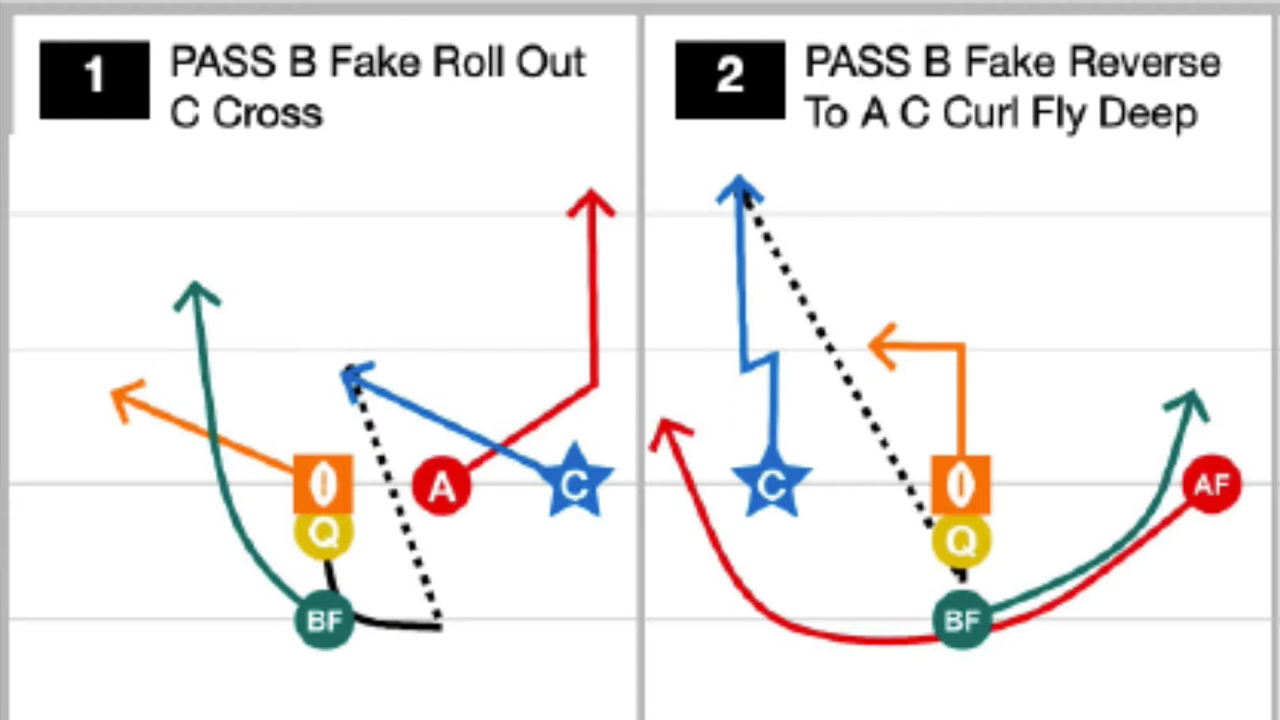 1
PASS B Fake Roll Out
C Cross
A
C
Q
BF
2
PASS B Fake Reverse
To A C Curl Fly Deep
C
AF
Q
BF